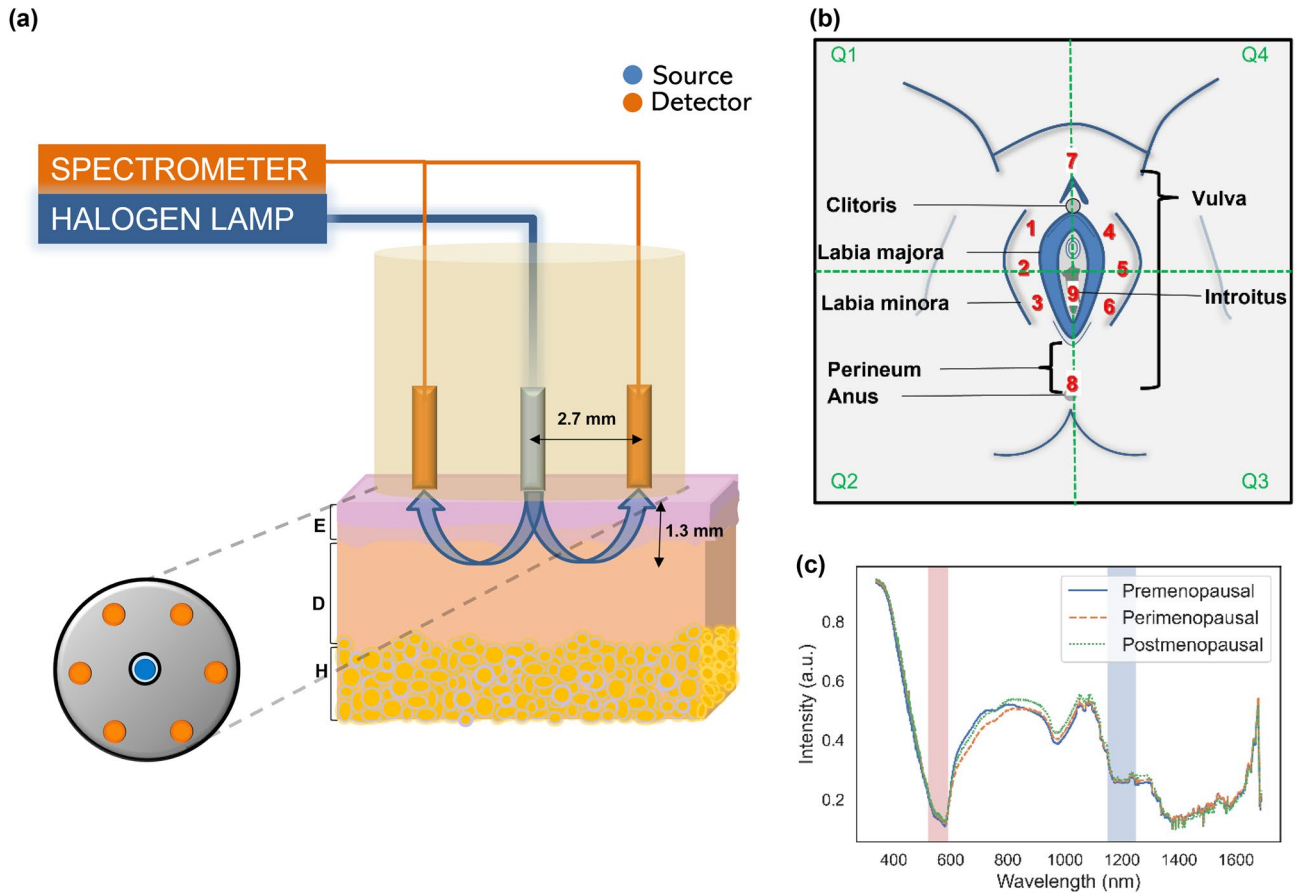 (a)
Source
Detector
SPECTROMETER
HALOGEN LAMP
2.7 mm
1.3 mm
E
D
H
(b)
Q1
Q4
7
Clitoris
Vulva
1
4
Labia majora
2
5
Labia minora
3
9
6
Introitus
Perineum
8
Anus
Q2
Q3
(c)
Premenopausal
Perimenopausal
Postmenopausal
Intensity (a.u.)
0.8
0.6
0.4
0.2
400 600 800 1000 1200 1400 1600
Wavelength (nm)